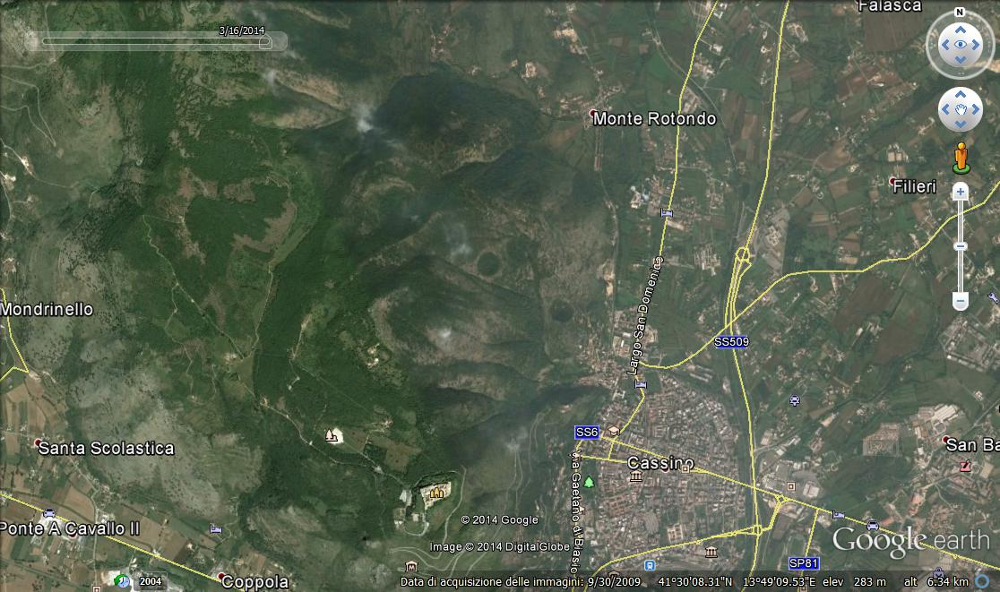 Falasca
3/16/2014
N
Monte Rotondo
Filieri
Largo San Domenico
Mondrinello
SS509
SS6
Santa Scolastica
Cassino
San Ba
Via Gaetano di Biasio
Ponte A Cavallo II
© 2014 Google
Image © 2014 DigitalGlobe
Google earth
SP81
2004
Coppola
Data di acquisizione delle immagini: 9/30/2009 41°30'08.31"N 13°49'09.53"E elev 283 m alt 6.34 km